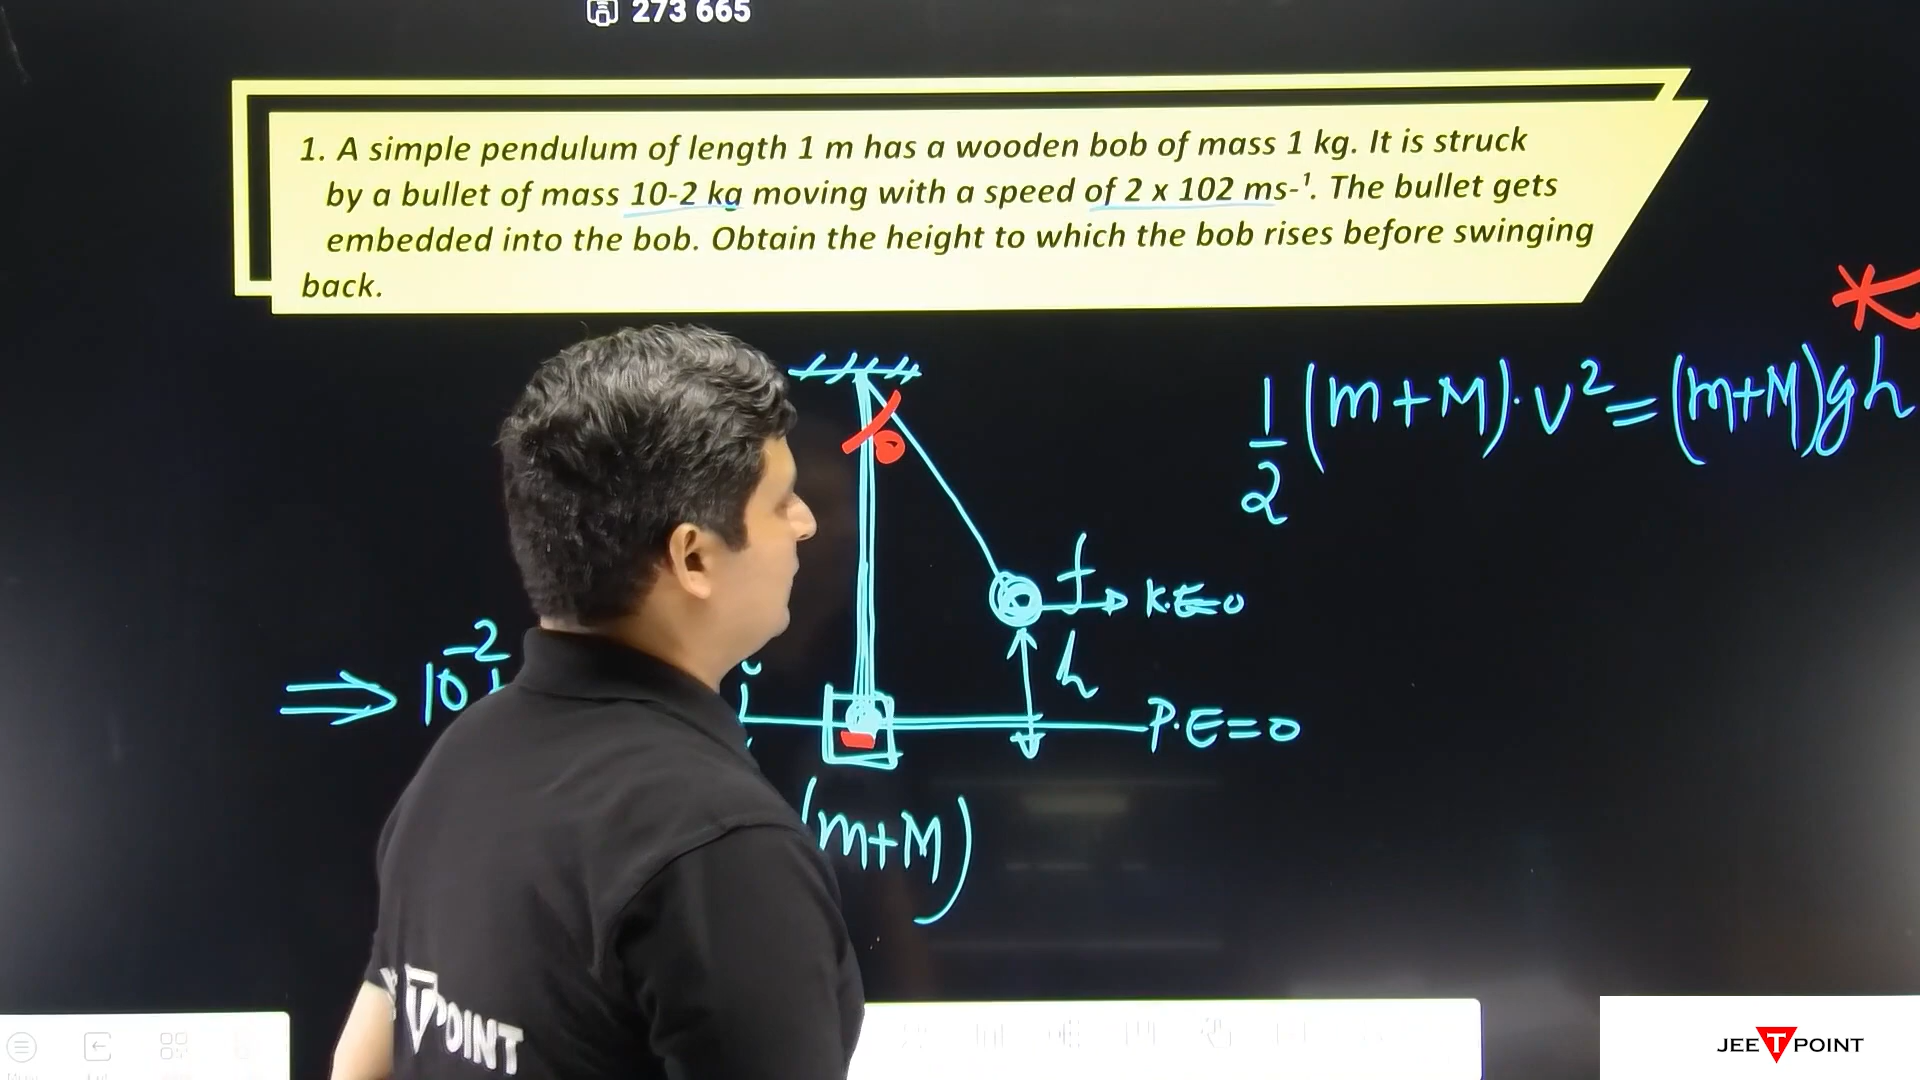 273 665
1. A simple pendulum of length 1 m has a wooden bob of mass 1 kg. It is struck
by a bullet of mass 10-2 kg moving with a speed of 2 x 102 ms-¹. The bullet gets
embedded into the bob. Obtain the height to which the bob rises before swinging
back.
1/2 (m+M)·v²=(m+M)gh
f
K.E=0
h
10⁻²
i
P.E=0
(m+M)
POINT
JEE T POINT